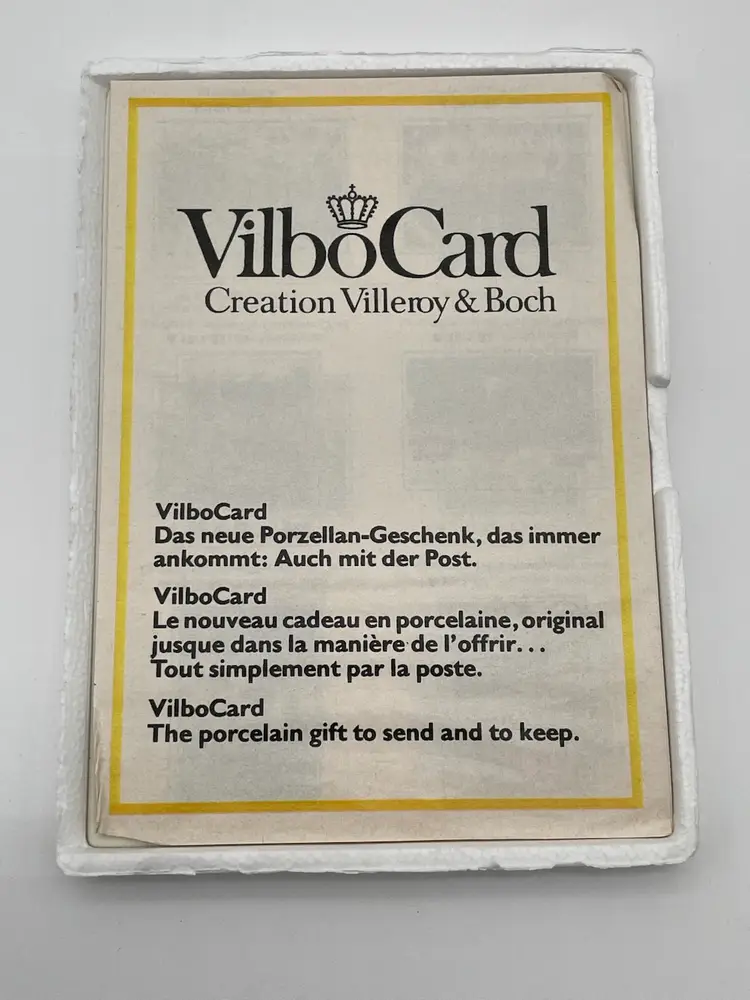 VilboCard
Creation Villeroy & Boch
VilboCard
Das neue Porzellan-Geschenk, das immer
ankommt: Auch mit der Post.
VilboCard
Le nouveau cadeau en porcelaine, original
jusque dans la manière de l'offrir...
Tout simplement par la poste.
VilboCard
The porcelain gift to send and to keep.